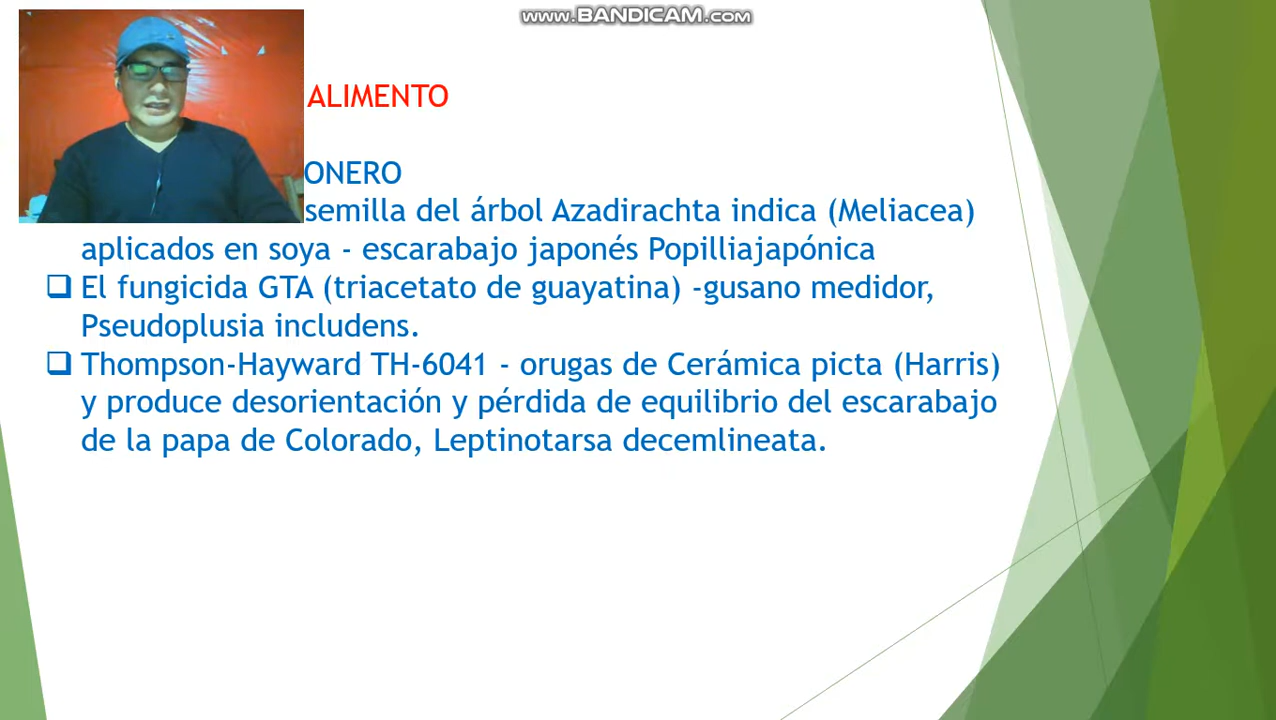 www.BANDICAM.com
ALIMENTO
ONERO
semilla del árbol Azadirachta indica (Meliacea)
aplicados en soya - escarabajo japonés Popilliajapónica
❑ El fungicida GTA (triacetato de guayatina) -gusano medidor,
Pseudoplusia includens.
❑ Thompson-Hayward TH-6041 - orugas de Cerámica picta (Harris)
y produce desorientación y pérdida de equilibrio del escarabajo
de la papa de Colorado, Leptinotarsa decemlineata.